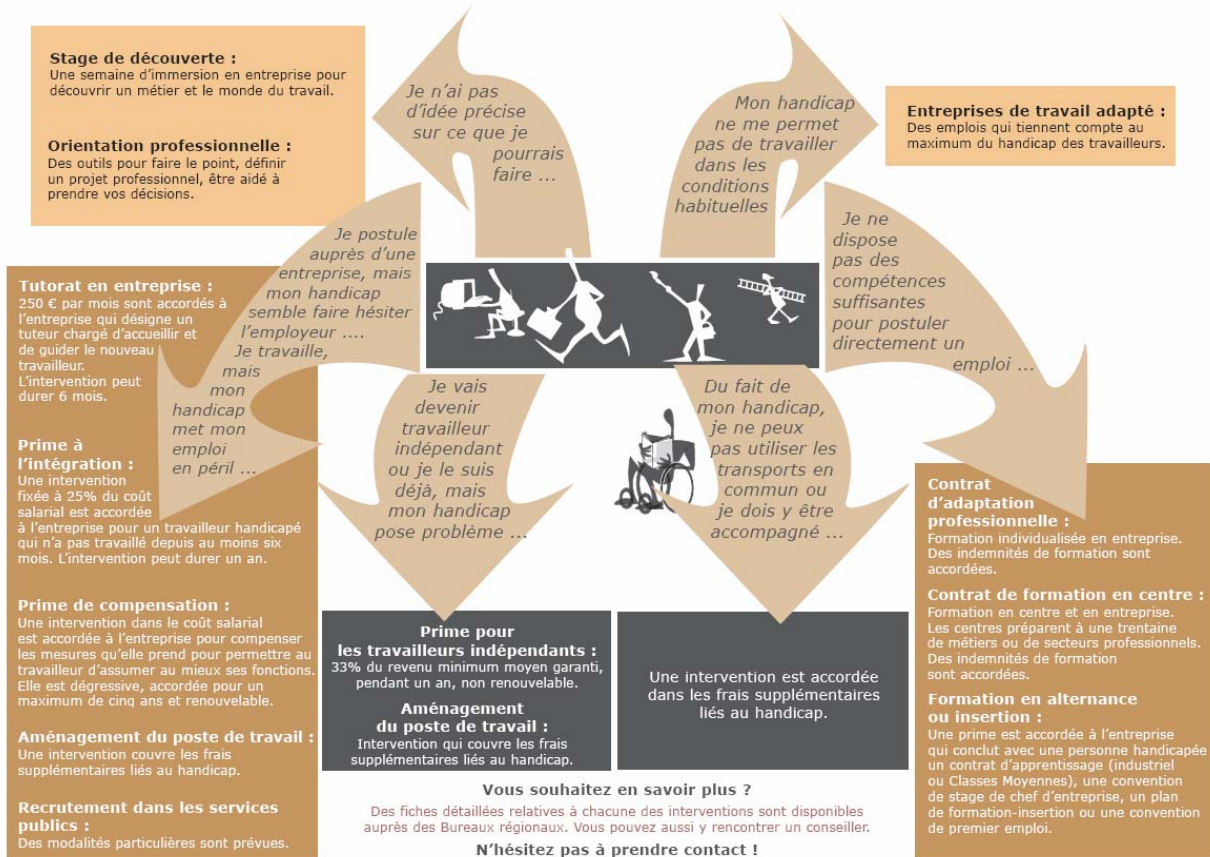 Stage de découverte :
Une semaine d'immersion en entreprise pour
découvrir un métier et le monde du travail.
Orientation professionnelle :
Des outils pour faire le point, définir
un projet professionnel, être aidé à
prendre vos décisions.
Je n'ai pas
d'idée précise
sur ce que je
pourrais
faire ...
Mon handicap
ne me permet
pas de travailler
dans les
conditions
habituelles
Entreprises de travail adapté :
Des emplois qui tiennent compte au
maximum du handicap des travailleurs.
Je postule
auprès d'une
entreprise, mais
mon handicap
semble faire hésiter
l'employeur ....
Je travaille,
mais
mon
handicap
met mon
emploi
en péril ...
Je ne
dispose
pas des
compétences
suffisantes
pour postuler
directement un
emploi ...
Tutorat en entreprise :
250 € par mois sont accordés à
l'entreprise qui désigne un
tuteur chargé d'accueillir et
de guider le nouveau
travailleur.
L'intervention peut
durer 6 mois.
Prime à
l'intégration :
Une intervention
fixée à 25% du coût
salarial est accordée
à l'entreprise pour un travailleur handicapé
qui n'a pas travaillé depuis au moins six
mois. L'intervention peut durer un an.
Prime de compensation :
Une intervention dans le coût salarial
est accordée à l'entreprise pour compenser
les mesures qu'elle prend pour permettre au
travailleur d'assumer au mieux ses fonctions.
Elle est dégressive, accordée pour un
maximum de cinq ans et renouvelable.
Aménagement du poste de travail :
Une intervention couvre les frais
supplémentaires liés au handicap.
Recrutement dans les services
publics :
Des modalités particulières sont prévues.
Je vais
devenir
travailleur
indépendant
ou je le suis
déjà, mais
mon handicap
pose problème ...
Du fait de
mon handicap,
je ne peux
pas utiliser les
transports en
commun ou
je dois y être
accompagné ...
Prime pour
les travailleurs indépendants :
33% du revenu minimum moyen garanti,
pendant un an, non renouvelable.
Aménagement
du poste de travail :
Intervention qui couvre les frais
supplémentaires liés au handicap.
Une intervention est accordée
dans les frais supplémentaires
liés au handicap.
Contrat
d'adaptation
professionnelle :
Formation individualisée en entreprise.
Des indemnités de formation sont
accordées.
Contrat de formation en centre :
Formation en centre et en entreprise.
Les centres préparent à une trentaine
de métiers ou de secteurs professionnels.
Des indemnités de formation
sont accordées.
Formation en alternance
ou insertion :
Une prime est accordée à l'entreprise
qui conclut avec une personne handicapée
un contrat d'apprentissage (industriel
ou Classes Moyennes), une convention
de stage de chef d'entreprise, un plan
de formation-insertion ou une convention
de premier emploi.
Vous souhaitez en savoir plus ?
Des fiches détaillées relatives à chacune des interventions sont disponibles
auprès des Bureaux régionaux. Vous pouvez aussi y rencontrer un conseiller.
N'hésitez pas à prendre contact !